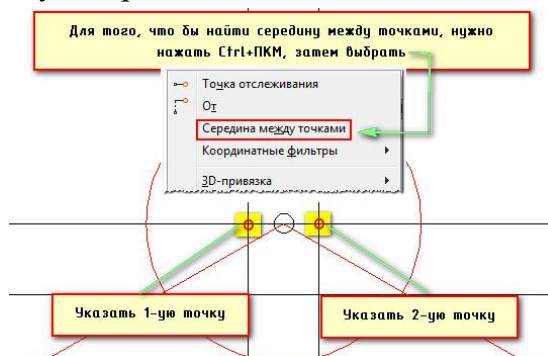 Для того, что бы найти середину между точками, нужно
нажать Ctrl+ПКМ, затем выбрать
Точка отслеживания
От
Середина между точками
Координатные фильтры
3D-привязка
Указать 1-ую точку
Указать 2-ую точку